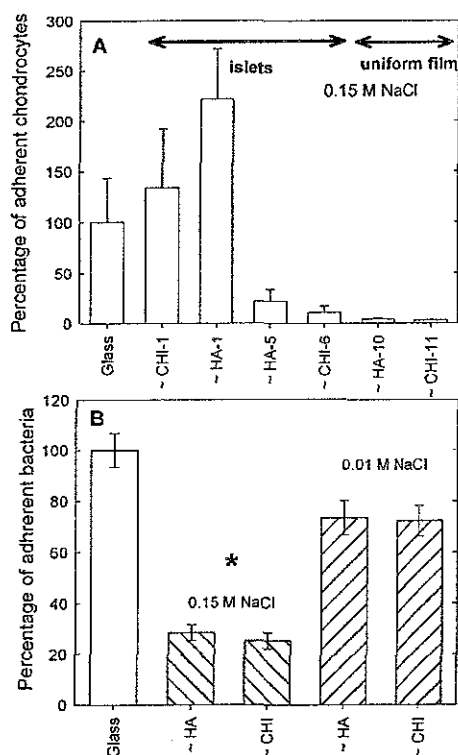 A
islets
uniform film
0.15 M NaCl
Percentage of adherent chondrocytes
300
250
200
150
100
50
0
Glass
~ CHI-1
~ HA-1
~ HA-5
~ CHI-6
~ HA-10
~ CHI-11
B
Percentage of adhrerent bacteria
120
100
80
60
40
20
0
0.01 M NaCl
*
0.15 M NaCl
Glass
~ HA
~ CHI
~ HA
~ CHI